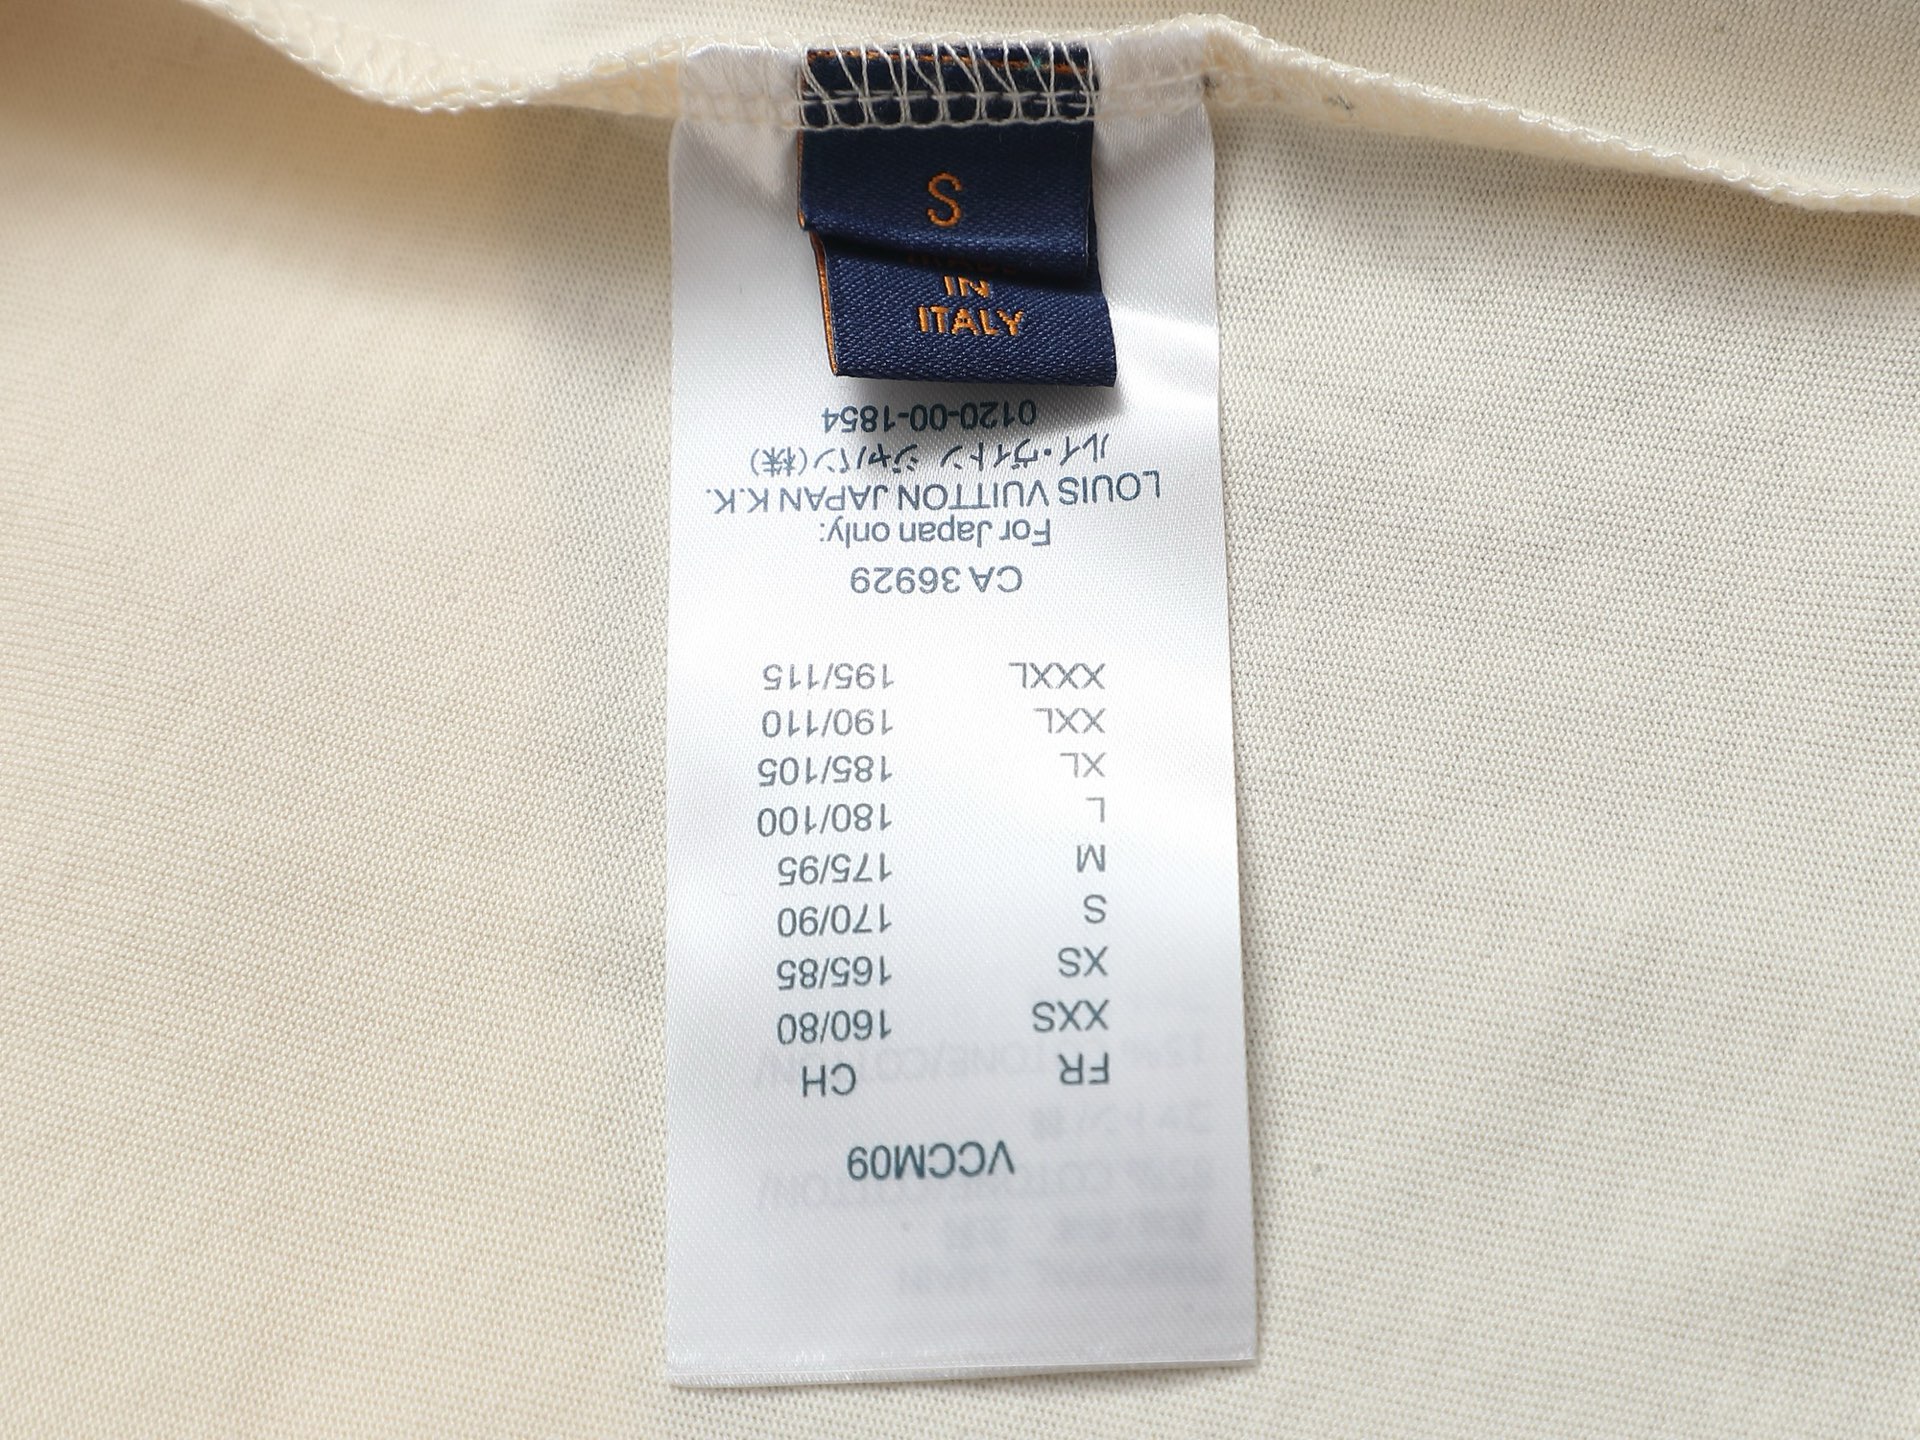 S
IN
ITALY
VCCM09
FR CH
XXS 160/80
XS 165/85
S 170/90
M 175/95
L 180/100
XL 185/105
XXL 190/110
XXXL 195/115
CA 36929
For Japan only:
LOUIS VUITTON JAPAN K.K.
ルイ・ヴィトン ジャパン(株)
0120-00-1854